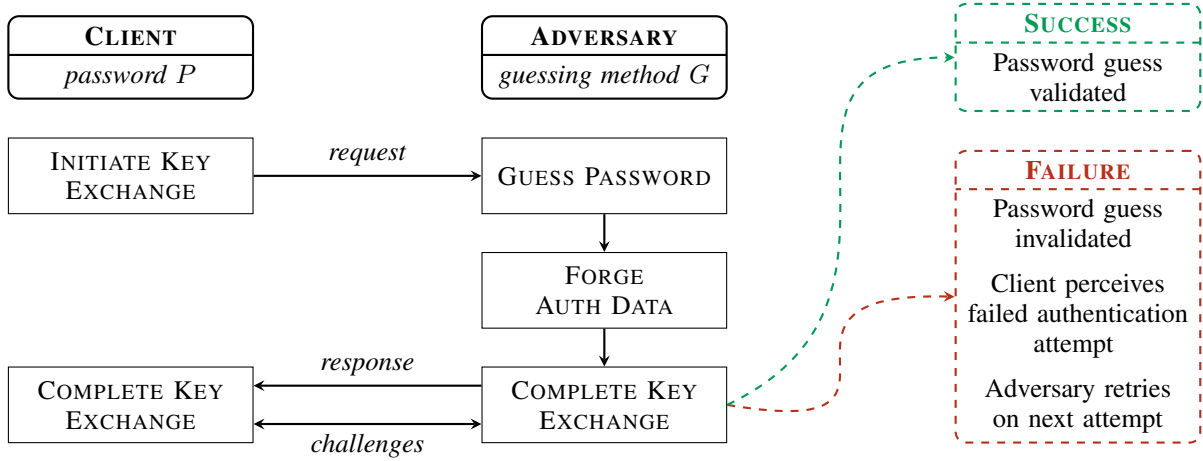 CLIENT
password P
INITIATE KEY
EXCHANGE
request
ADVERSARY
guessing method G
GUESS PASSWORD
FORGE
AUTH DATA
response
COMPLETE KEY
EXCHANGE
challenges
COMPLETE KEY
EXCHANGE
SUCCESS
Password guess
validated
FAILURE
Password guess
invalidated
Client perceives
failed authentication
attempt
Adversary retries
on next attempt